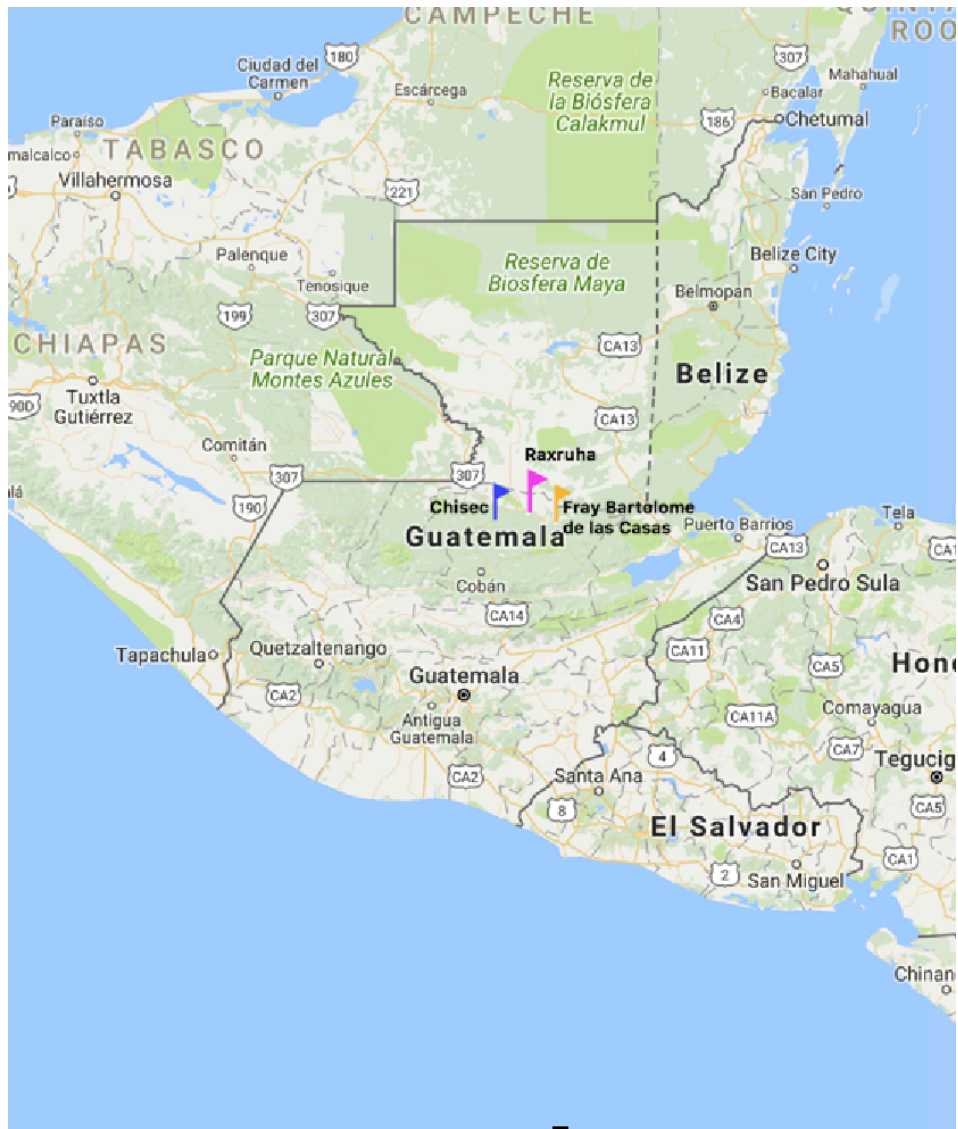 CAMPECHE
180
307
Ciudad del
Carmen
Escárcega
Reserva de
la Biósfera
Calakmul
Mahahual
Bacalar
186
Chetumal
Paraíso
TABASCO
Villahermosa
221
San Pedro
Palenque
Reserva de
Biosfera Maya
Belize City
Tenosique
Belmopan
199
307
CHIAPAS
CA13
Parque Natural
Montes Azules
Belize
90D
Tuxtla
Gutiérrez
CA13
Comitán
Raxruha
307
307
190
Chisec
Fray Bartolome
de las Casas
Guatemala
Puerto Barrios
Tela
CA13
Cobán
San Pedro Sula
CA14
CA4
Tapachula
Quetzaltenango
CA11
CA5
Guatemala
CA2
Antigua
Guatemala
CA11A
Comayagua
CA7
4
CA2
Santa Ana
Tegucig
8
CA5
El Salvador
CA1
2
San Miguel
Chinan